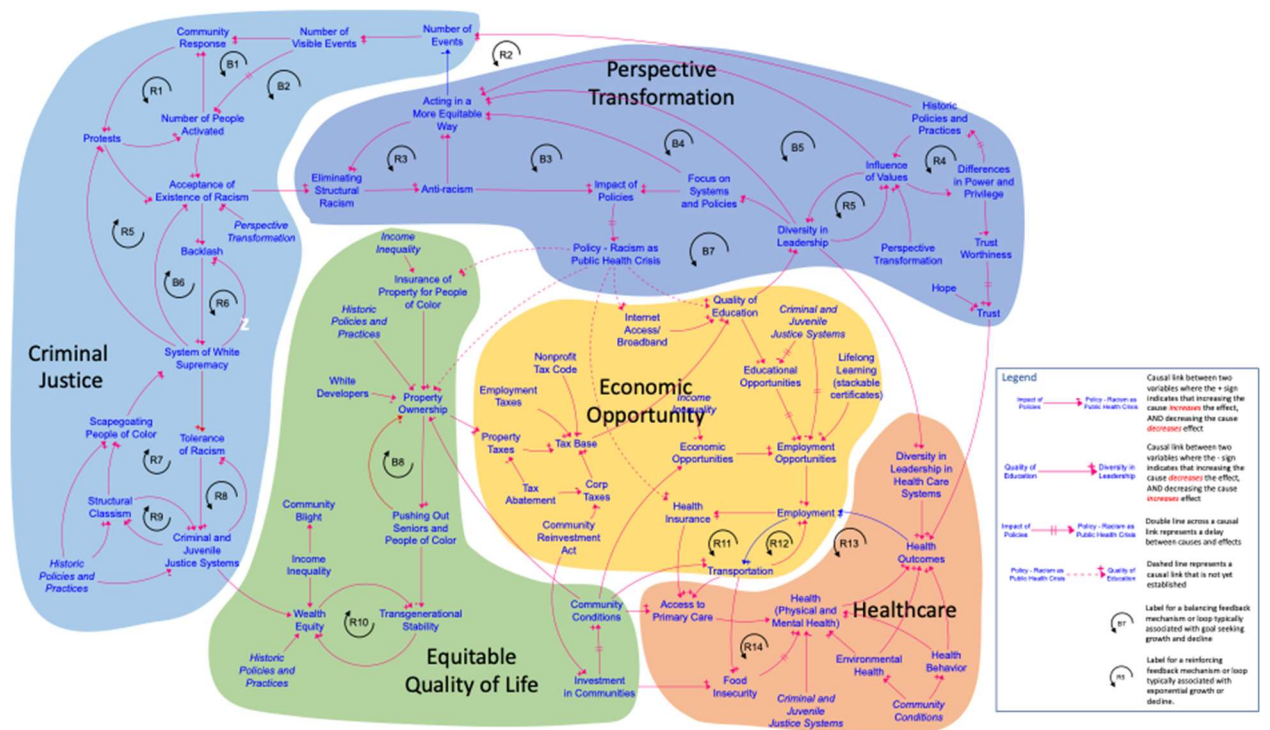 Community
Response
Number of
Visible Events
Number of
Events
R1
B1
B2
R2
Protests
Number of People
Activated
Acceptance of
Existence of Racism
Perspective
Transformation
R5
Backlash
B6
R6
Z
System of White
Supremacy
Criminal
Justice
Scapegoating
People of Color
Tolerance
of Racism
R7
R8
Structural
Classism
R9
Criminal and
Juvenile
Justice Systems
Historic
Policies and
Practices
Perspective
Transformation
Acting in a
More Equitable
Way
R3
B3
B4
B5
Eliminating
Structural
Racism
Anti-racism
Impact of
Policies
Focus on
Systems
and Policies
Historic
Policies and
Practices
Influence
of Values
R4
Differences
in Power and
Privilege
R5
Diversity in
Leadership
Policy - Racism as
Public Health Crisis
B7
Perspective
Transformation
Trust
Worthiness
Hope
Trust
Income
Inequality
Insurance of
Property for People
of Color
Historic
Policies and
Practices
White
Developers
Property
Ownership
B8
Community
Blight
Pushing Out
Seniors and
People of Color
Income
Inequality
Wealth
Equity
R10
Transgenerational
Stability
Historic
Policies and
Practices
Equitable
Quality of Life
Community
Conditions
Investment
in Communities
Quality of
Education
Internet
Access/
Broadband
Criminal and
Juvenile
Justice Systems
Nonprofit
Tax Code
Employment
Taxes
Economic
Opportunity
Income
Inequality
Educational
Opportunities
Lifelong
Learning
(stackable
certificates)
Property
Taxes
Tax Base
Economic
Opportunities
Employment
Opportunities
Tax
Abatement
Corp
Taxes
Community
Reinvestment
Act
Health
Insurance
Employment
R11
R12
R13
Transportation
Diversity in
Leadership in
Health Care
Systems
Health
Outcomes
Access to
Primary Care
Health
(Physical and
Mental Health)
Healthcare
R14
Food
Insecurity
Environmental
Health
Health
Behavior
Criminal and
Juvenile
Justice Systems
Community
Conditions
Legend
Impact of
Policies
Policy - Racism as
Public Health Crisis
Causal link between two
variables where the + sign
indicates that increasing the
cause increases the effect,
AND decreasing the cause
decreases effect
Quality of
Education
Diversity in
Leadership
Causal link between two
variables where the - sign
indicates that increasing the
cause decreases the effect,
AND decreasing the cause
increases effect
Impact of
Policies
Policy - Racism as
Public Health Crisis
Double line across a causal
link represents a delay
between causes and effects
Policy - Racism as
Public Health Crisis
Quality of
Education
Dashed line represents a
causal link that is not yet
established
B7
Label for a balancing feedback
mechanism or loop typically
associated with goal seeking
growth and decline
R5
Label for a reinforcing
feedback mechanism or loop
typically associated with
exponential growth or
decline.